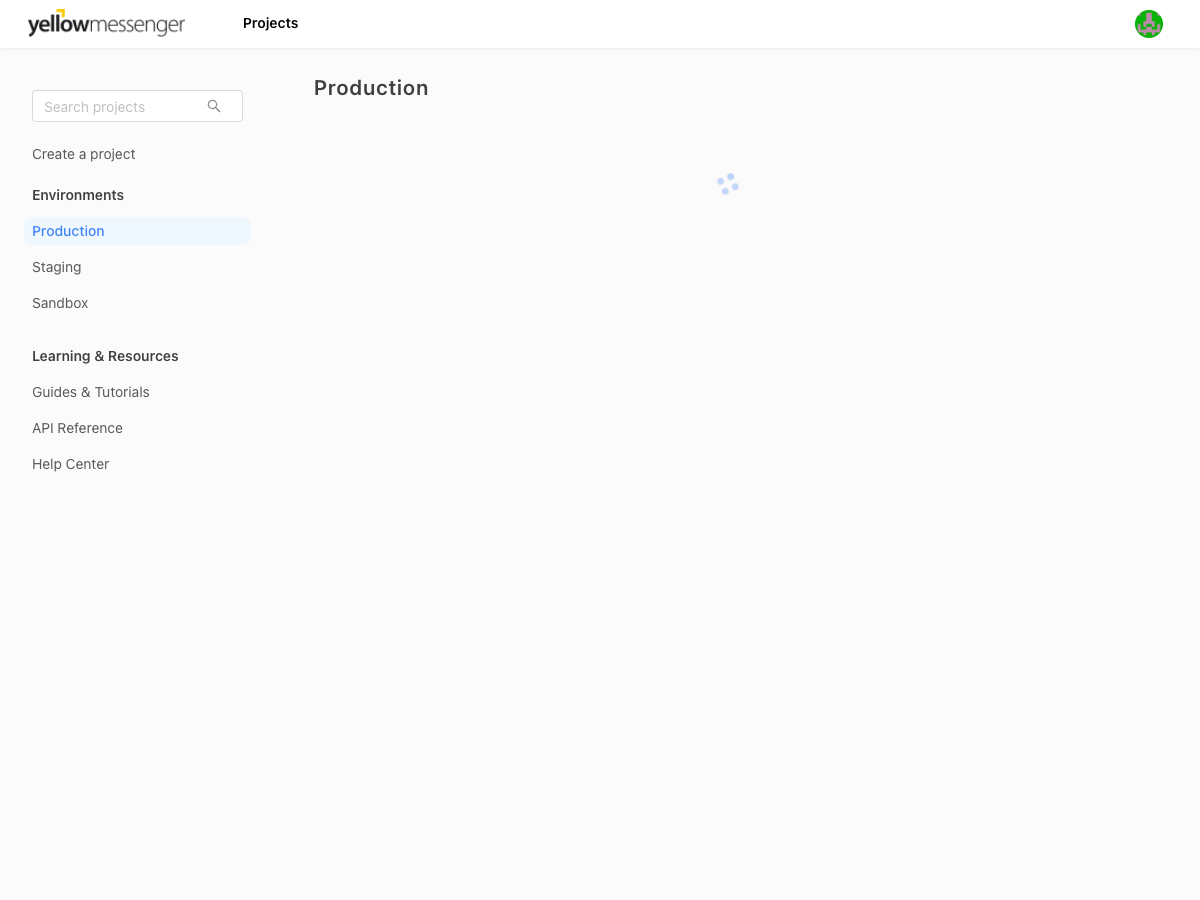 yellowmessenger
Projects
Production
Search projects
Create a project
Environments
Production
Staging
Sandbox
Learning & Resources
Guides & Tutorials
API Reference
Help Center